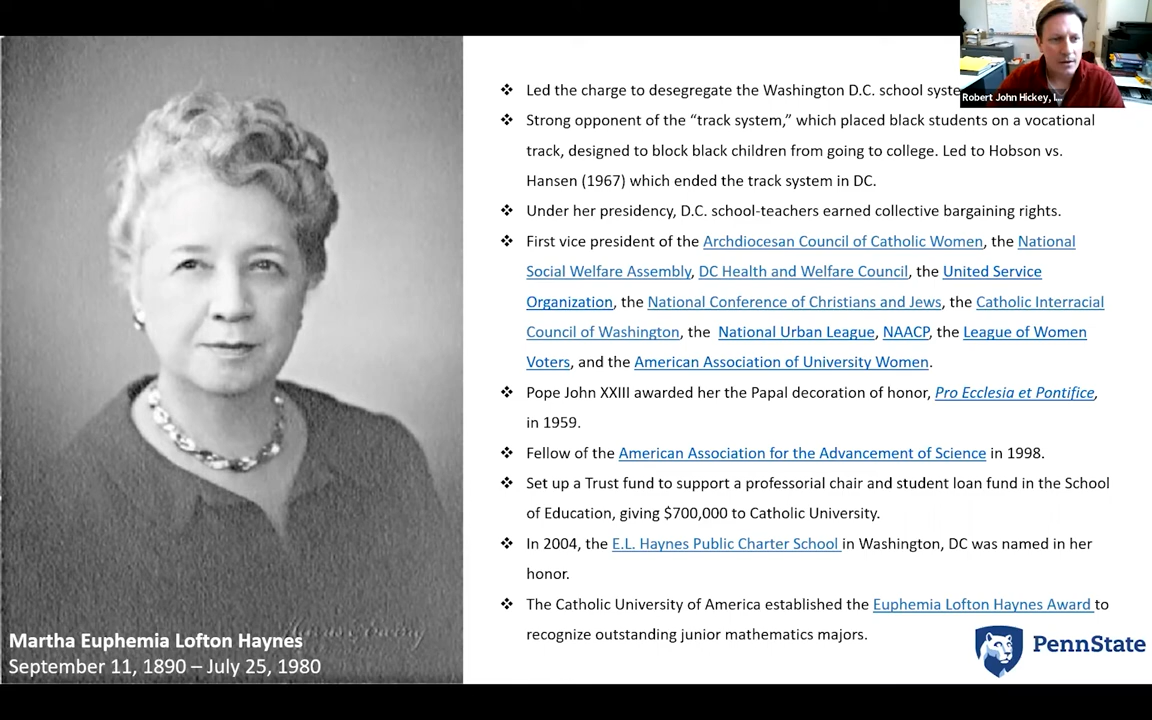 Led the charge to desegregate the Washington D.C. school syste
Strong opponent of the “track system,” which placed black students on a vocational
track, designed to block black children from going to college. Led to Hobson vs.
Hansen (1967) which ended the track system in DC.
Under her presidency, D.C. school-teachers earned collective bargaining rights.
First vice president of the Archdiocesan Council of Catholic Women, the National
Social Welfare Assembly, DC Health and Welfare Council, the United Service
Organization, the National Conference of Christians and Jews, the Catholic Interracial
Council of Washington, the National Urban League, NAACP, the League of Women
Voters, and the American Association of University Women.
Pope John XXIII awarded her the Papal decoration of honor, Pro Ecclesia et Pontifice,
in 1959.
Fellow of the American Association for the Advancement of Science in 1998.
Set up a Trust fund to support a professorial chair and student loan fund in the School
of Education, giving $700,000 to Catholic University.
In 2004, the E.L. Haynes Public Charter School in Washington, DC was named in her
honor.
The Catholic University of America established the Euphemia Lofton Haynes Award to
recognize outstanding junior mathematics majors.
Martha Euphemia Lofton Haynes
September 11, 1890 – July 25, 1980
PennState
Robert John Hickey, I...